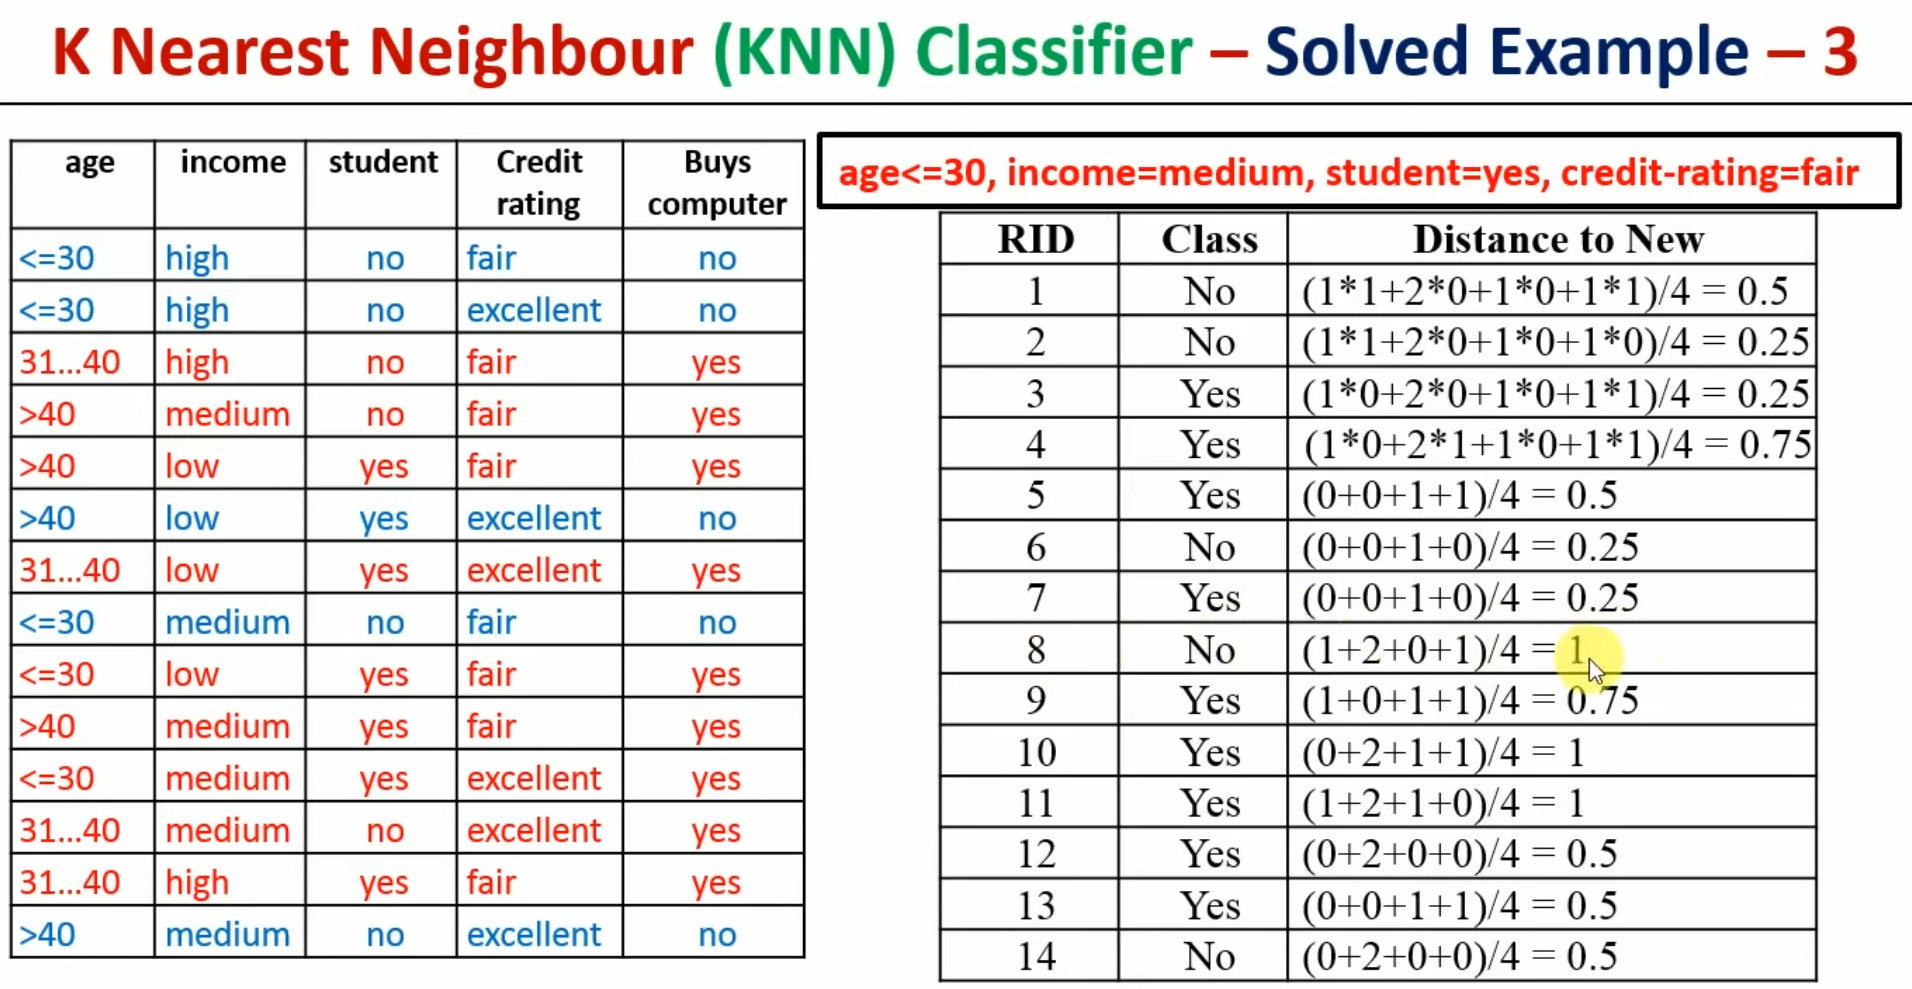 K Nearest Neighbour (KNN) Classifier – Solved Example – 3
age income student Credit rating Buys computer
<=30 high no fair no
<=30 high no excellent no
31...40 high no fair yes
>40 medium no fair yes
>40 low yes fair yes
>40 low yes excellent no
31...40 low yes excellent yes
<=30 medium no fair no
<=30 low yes fair yes
>40 medium yes fair yes
<=30 medium yes excellent yes
31...40 medium no excellent yes
31...40 high yes fair yes
>40 medium no excellent no
age<=30, income=medium, student=yes, credit-rating=fair
RID Class Distance to New
1 No (1*1+2*0+1*0+1*1)/4 = 0.5
2 No (1*1+2*0+1*0+1*0)/4 = 0.25
3 Yes (1*0+2*0+1*0+1*1)/4 = 0.25
4 Yes (1*0+2*1+1*0+1*1)/4 = 0.75
5 Yes (0+0+1+1)/4 = 0.5
6 No (0+0+1+0)/4 = 0.25
7 Yes (0+0+1+0)/4 = 0.25
8 No (1+2+0+1)/4 = 1
9 Yes (1+0+1+1)/4 = 0.75
10 Yes (0+2+1+1)/4 = 1
11 Yes (1+2+1+0)/4 = 1
12 Yes (0+2+0+0)/4 = 0.5
13 Yes (0+0+1+1)/4 = 0.5
14 No (0+2+0+0)/4 = 0.5